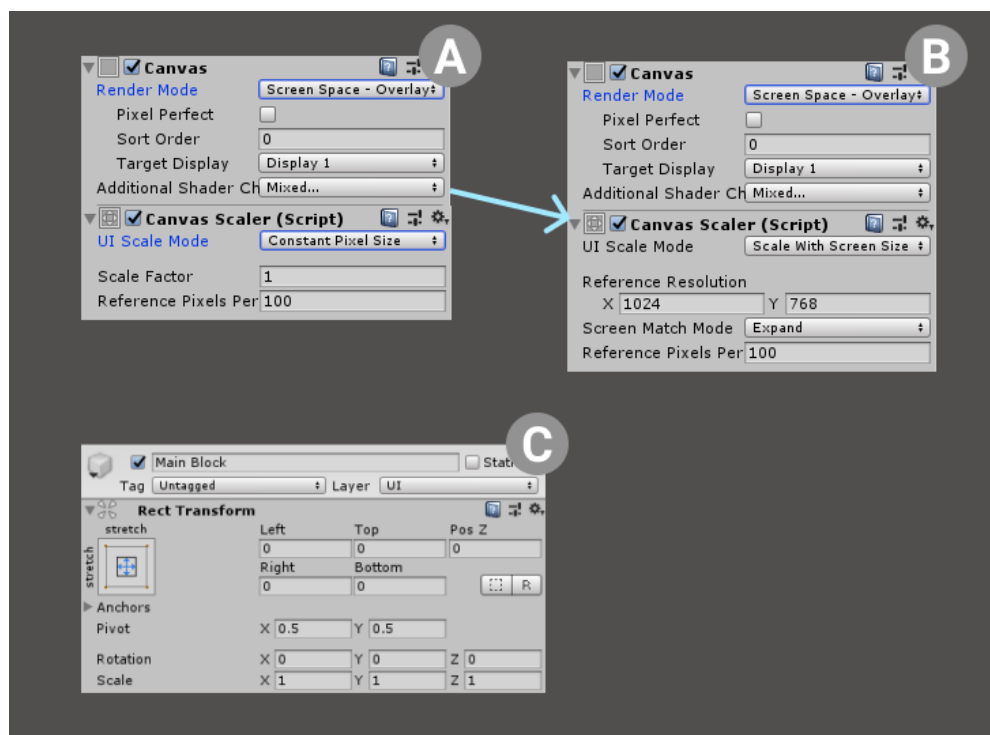 A
Canvas
Render Mode Screen Space - Overlay
Pixel Perfect
Sort Order 0
Target Display Display 1
Additional Shader Ch Mixed...
Canvas Scaler (Script)
UI Scale Mode Constant Pixel Size
Scale Factor 1
Reference Pixels Per 100
B
Canvas
Render Mode Screen Space - Overlay
Pixel Perfect
Sort Order 0
Target Display Display 1
Additional Shader Ch Mixed...
Canvas Scaler (Script)
UI Scale Mode Scale With Screen Size
Reference Resolution
X 1024 Y 768
Screen Match Mode Expand
Reference Pixels Per 100
C
Main Block Stati
Tag Untagged Layer UI
Rect Transform
stretch Left Top Pos Z
stretch 0 0 0
Right Bottom
0 0 R
Anchors
Pivot X 0.5 Y 0.5
Rotation X 0 Y 0 Z 0
Scale X 1 Y 1 Z 1